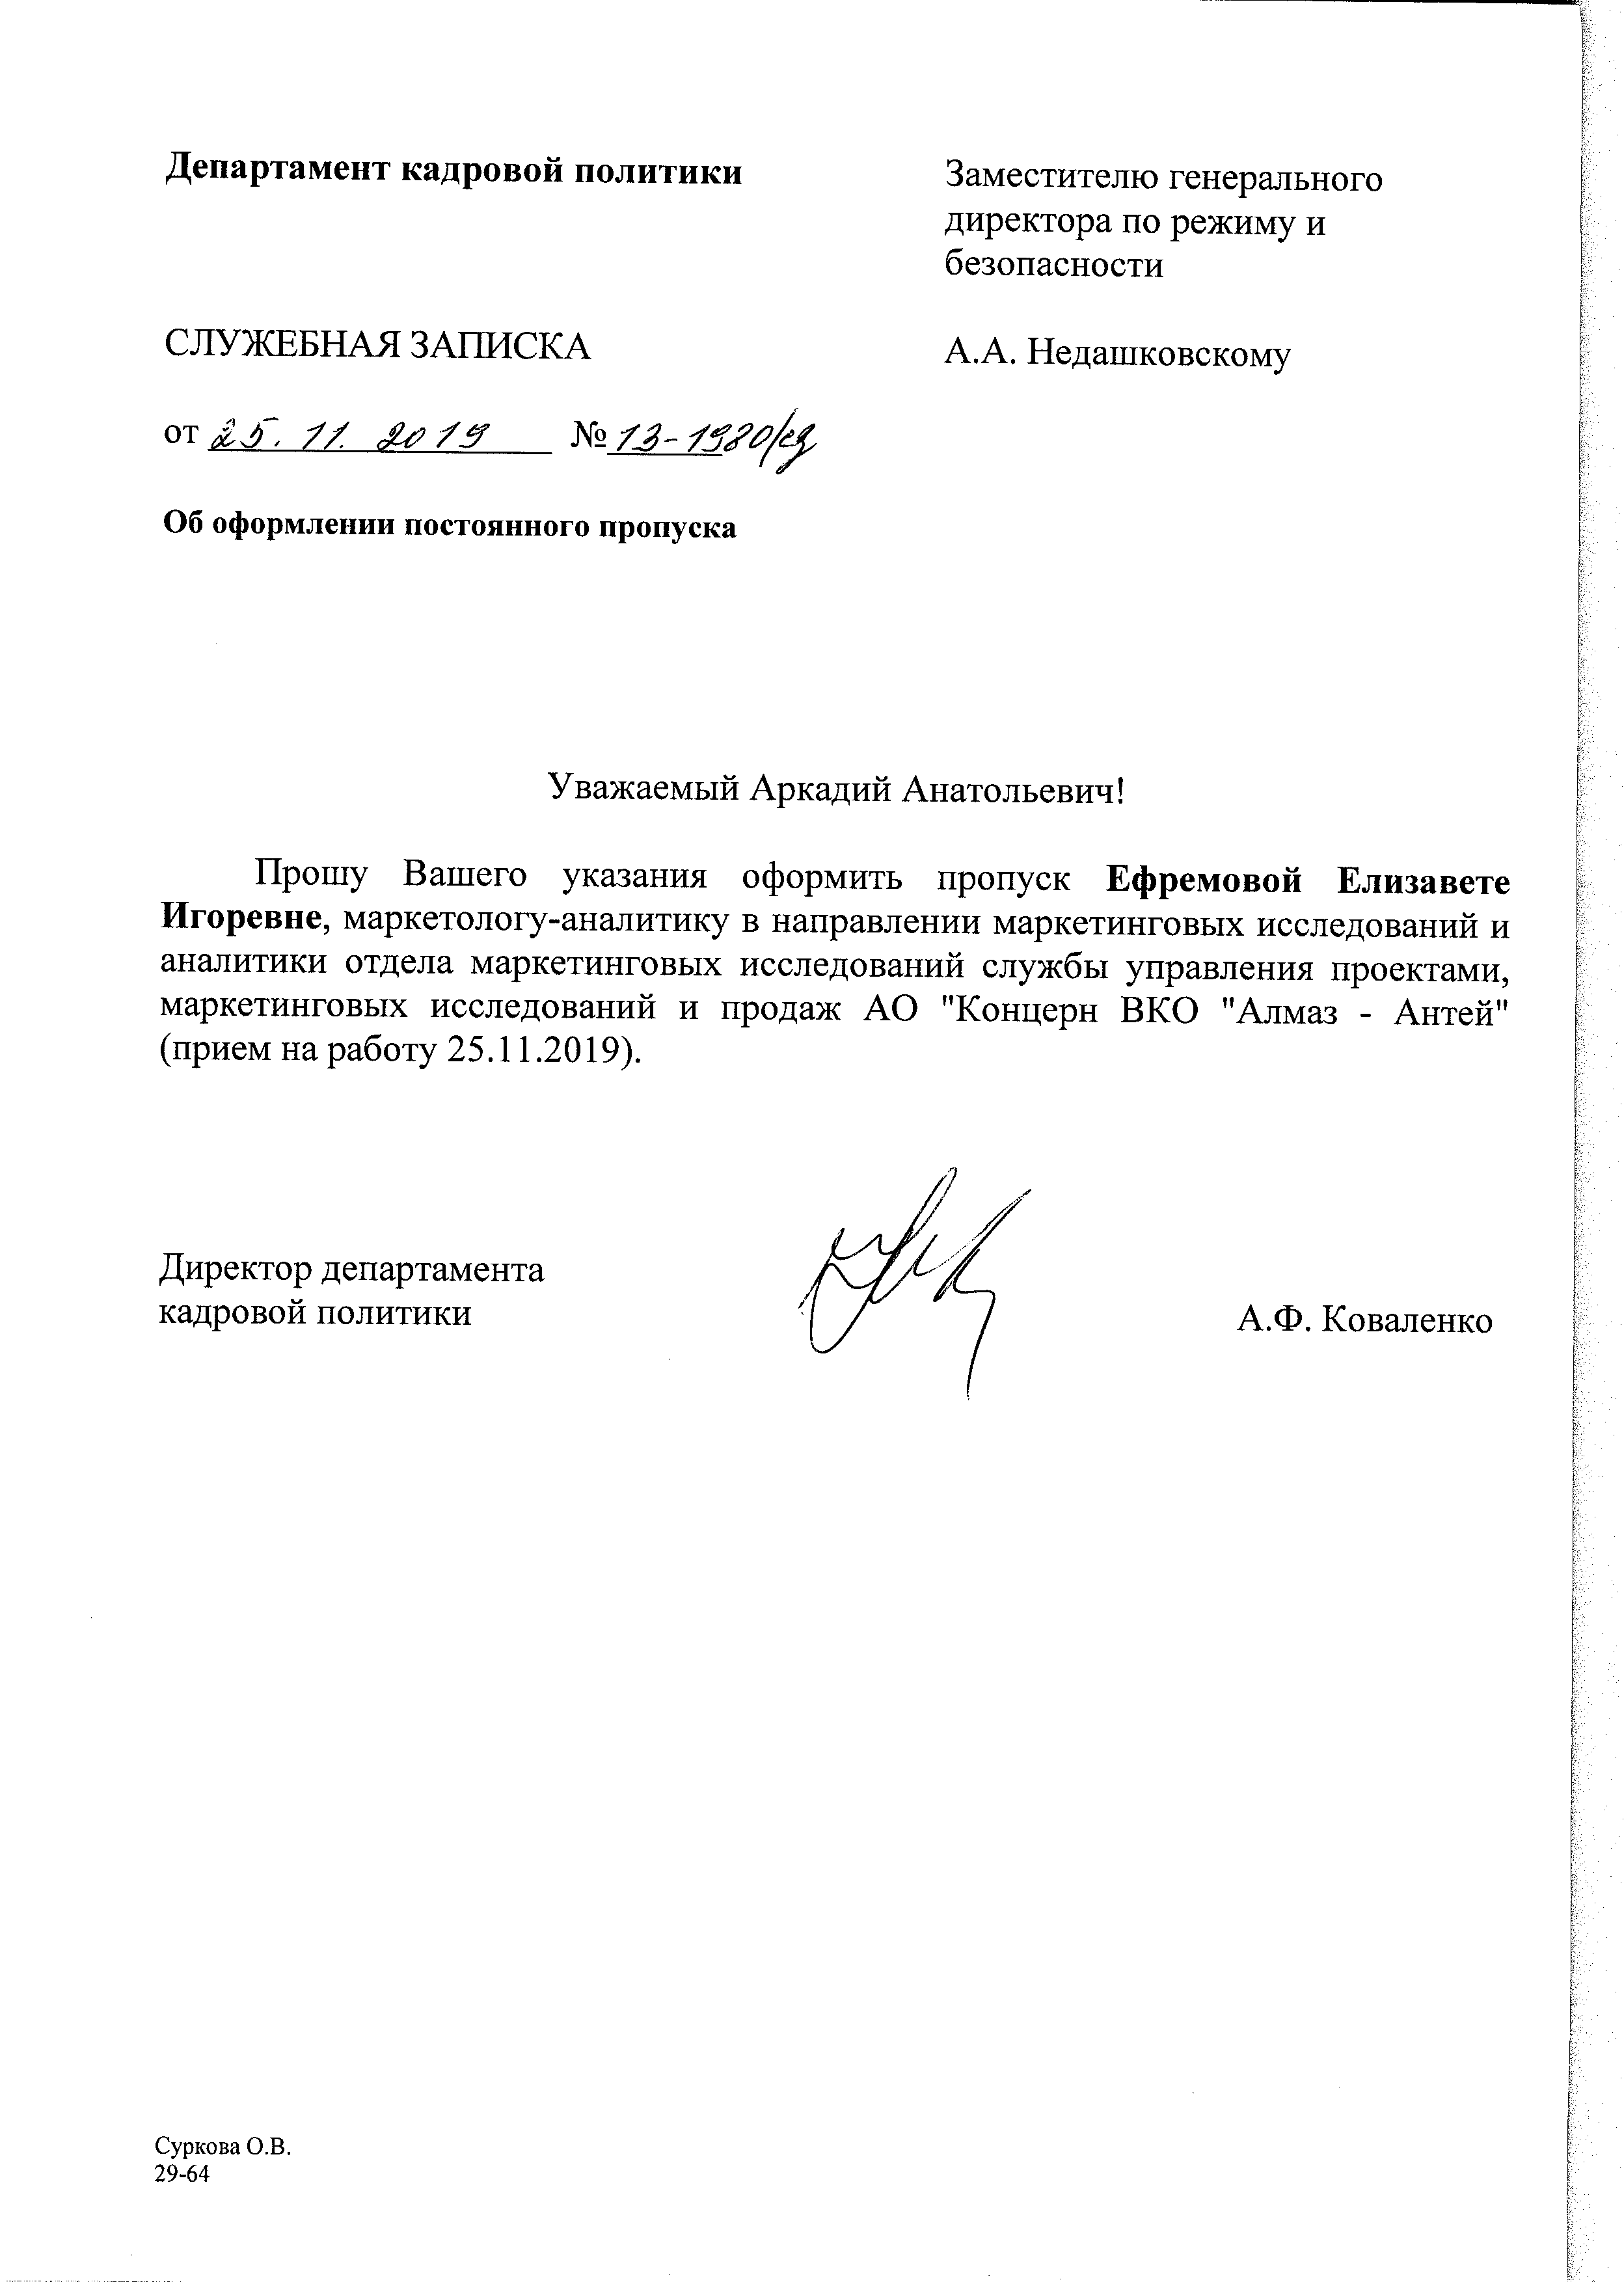 Департамент кадровой политики
Заместителю генерального
директора по режиму и
безопасности
СЛУЖЕБНАЯ ЗАПИСКА
А.А. Недашковскому
от 25.11.2019 № 13-1980/сз
Об оформлении постоянного пропуска
Уважаемый Аркадий Анатольевич!
Прошу Вашего указания оформить пропуск Ефремовой Елизавете
Игоревне, маркетологу-аналитику в направлении маркетинговых исследований и
аналитики отдела маркетинговых исследований службы управления проектами,
маркетинговых исследований и продаж АО "Концерн ВКО "Алмаз - Антей"
(прием на работу 25.11.2019).
Директор департамента
кадровой политики
А.Ф. Коваленко
Суркова О.В.
29-64